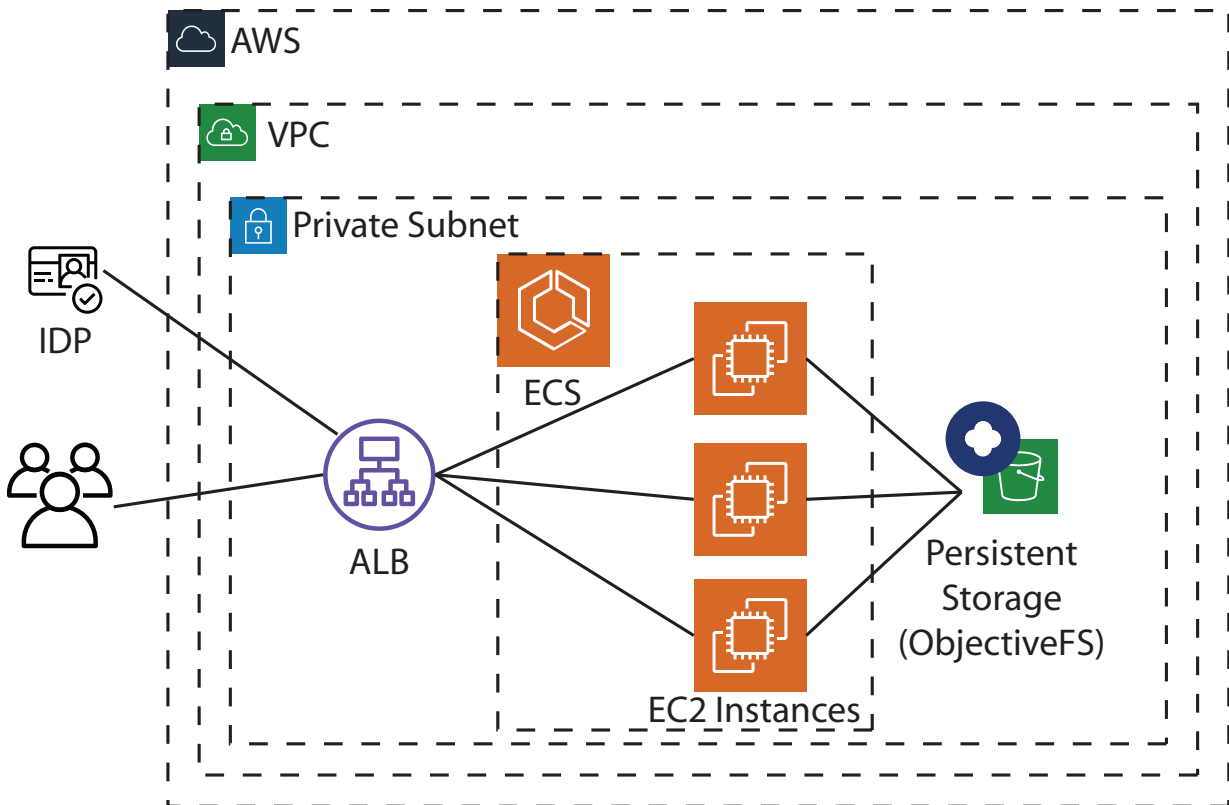 AWS
VPC
Private Subnet
IDP
ECS
ALB
EC2 Instances
Persistent
Storage
(ObjectiveFS)